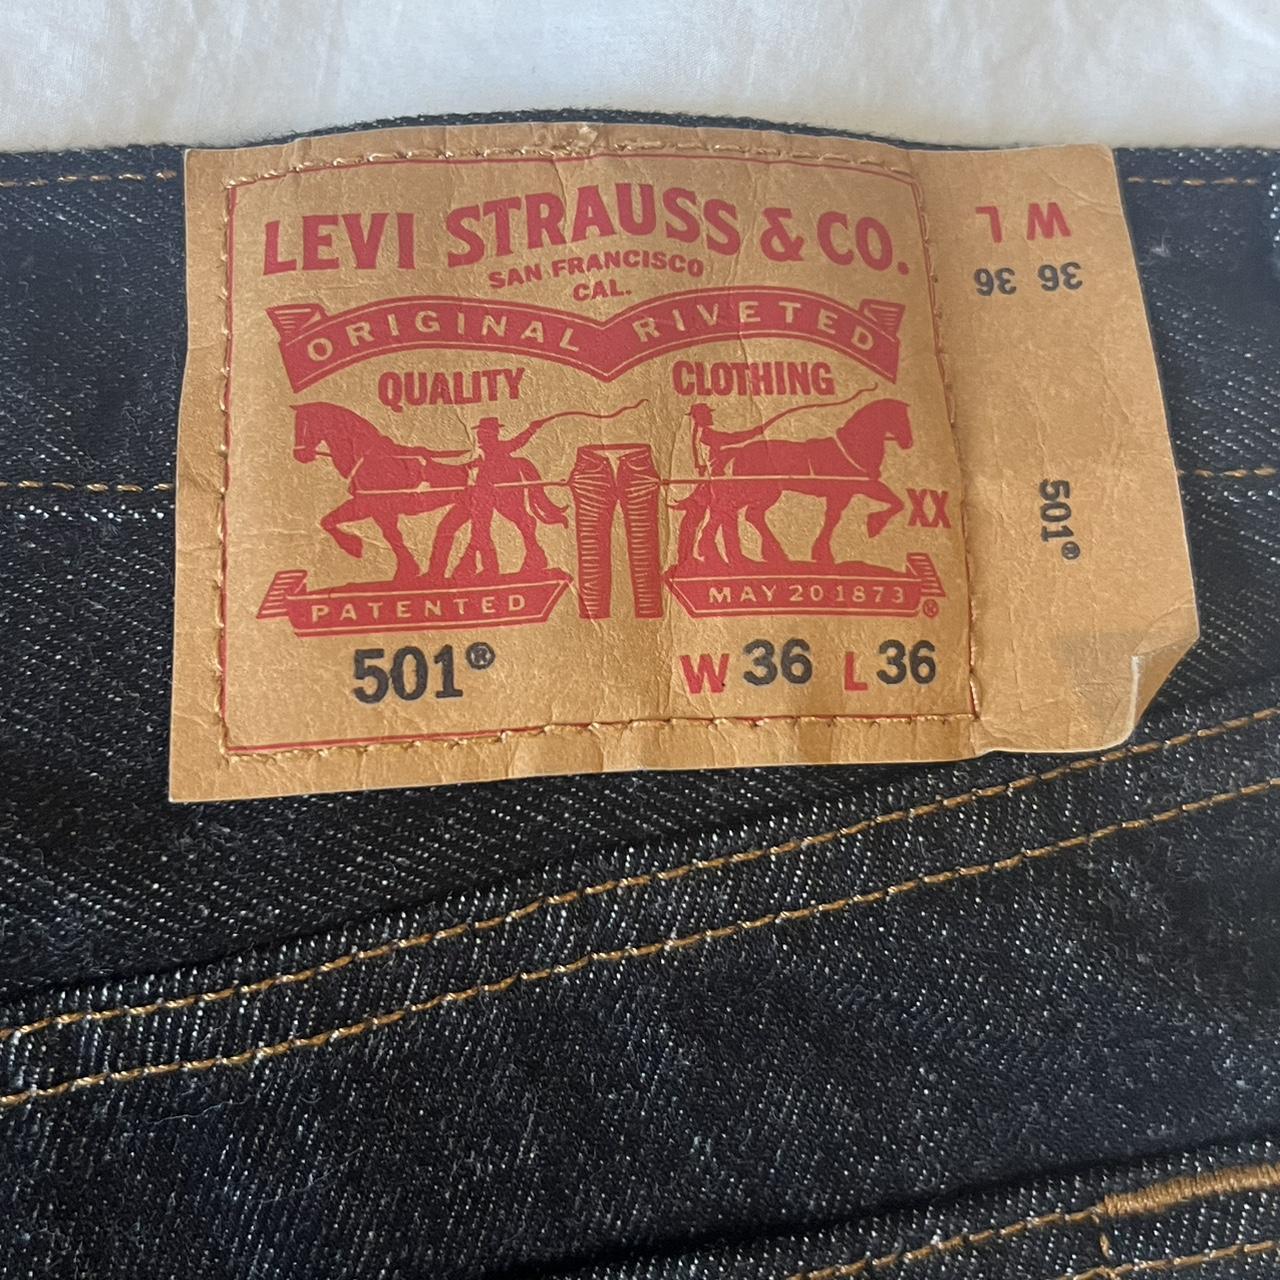 LEVI STRAUSS & CO.
SAN FRANCISCO
CAL.
ORIGINAL RIVETED
QUALITY CLOTHING
XX
PATENTED MAY 20 1873 ®
501® W 36 L 36
W L
36 36
501®